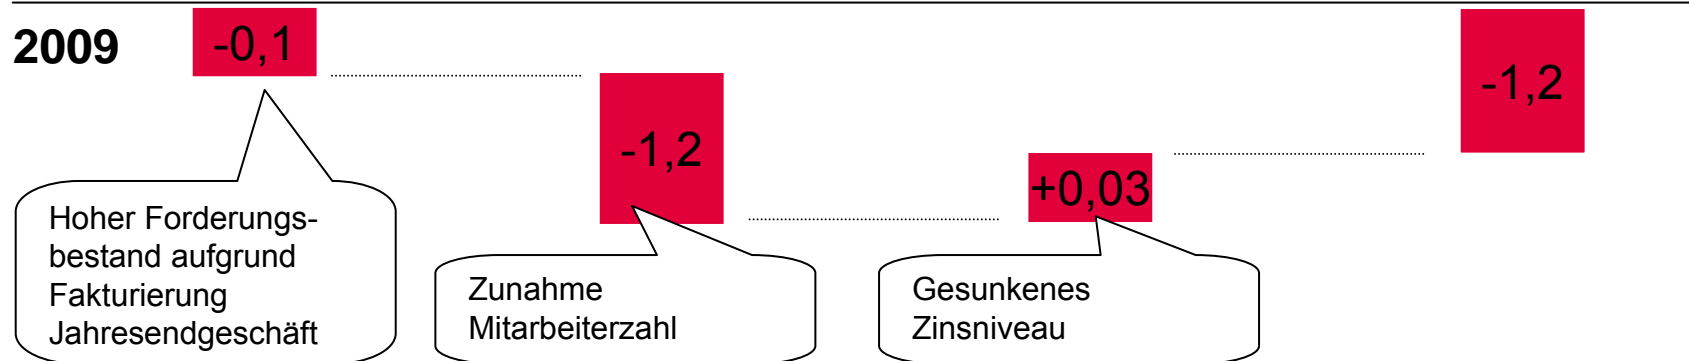 2009
-0,1
-1,2
+0,03
-1,2
Hoher Forderungs-
bestand aufgrund
Fakturierung
Jahresendgeschäft
Zunahme
Mitarbeiterzahl
Gesunkenes
Zinsniveau